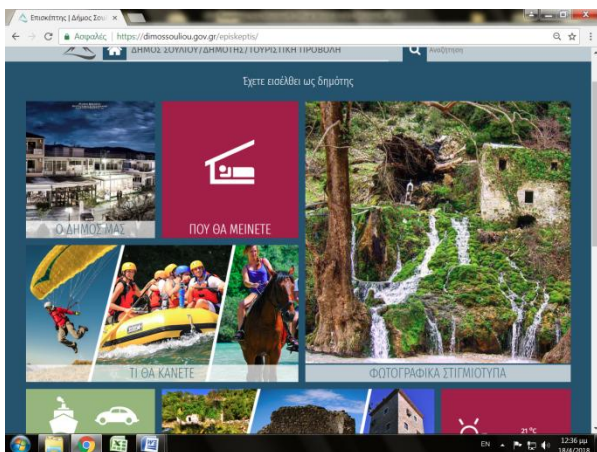 Επισκέπτης | Δήμος Σου
Ασφαλές | https://dimossouliou.gov.gr/episkeptis/
ΔΗΜΟΣ ΣΟΥΛΙΟΥ/ΔΗΜΟΤΗΣ/ΤΟΥΡΙΣΤΙΚΗ ΠΡΟΒΟΛΗ
Αναζήτηση
Έχετε εισέλθει ως δημότης
Ο ΔΗΜΟΣ ΜΑΣ
ΠΟΥ ΘΑ ΜΕΙΝΕΤΕ
ΤΙ ΘΑ ΚΑΝΕΤΕ
ΦΩΤΟΓΡΑΦΙΚΑ ΣΤΙΓΜΙΟΤΥΠΑ
21 °C
EN
12:36 μμ
18/4/2018